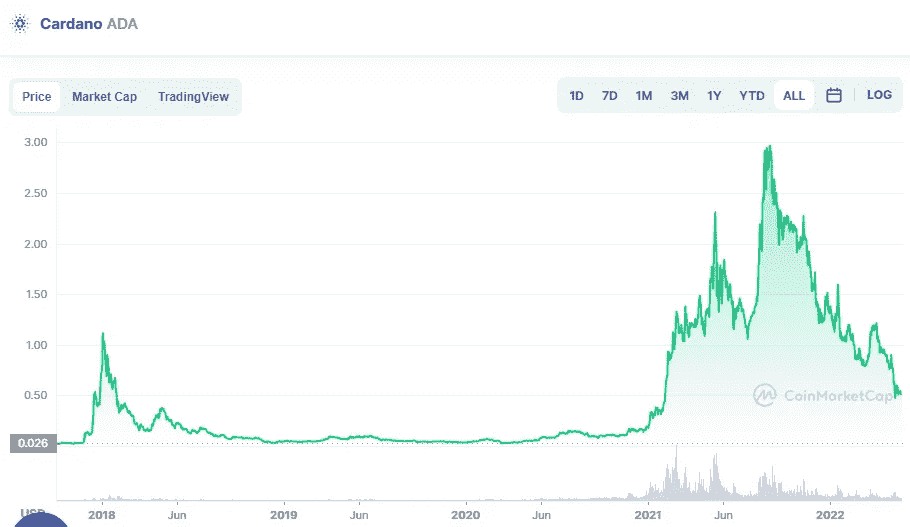 Cardano ADA
Price Market Cap TradingView
1D 7D 1M 3M 1Y YTD ALL LOG
3.00
2.50
2.00
1.50
1.00
0.50
CoinMarketCap
0.026
USD
2018 Jun 2019 Jun 2020 Jun 2021 Jun 2022